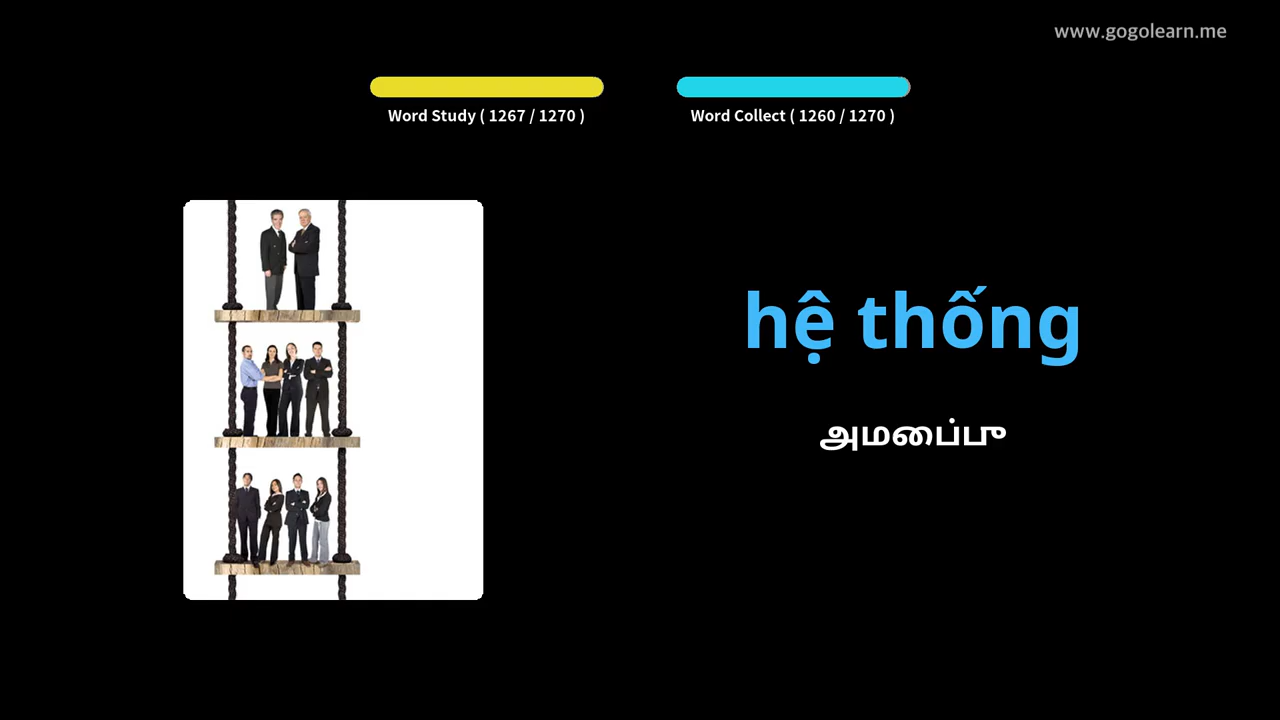 www.gogolearn.me
Word Study ( 1267 / 1270 )
Word Collect ( 1260 / 1270 )
hệ thống
அமைப்பு